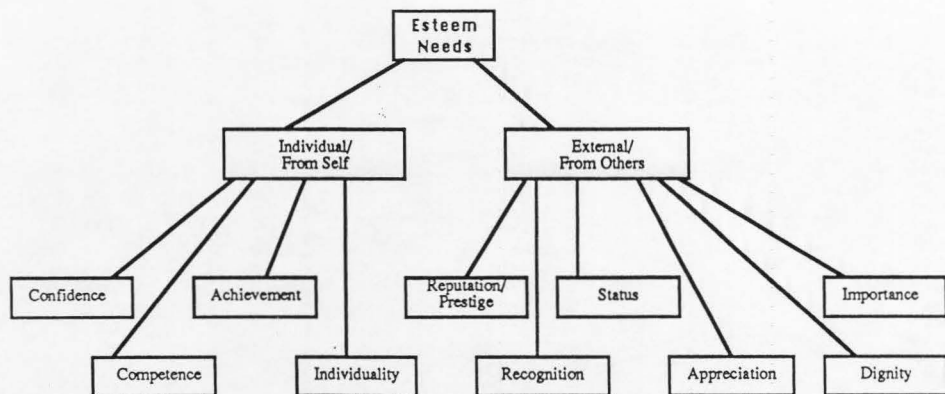 Esteem
Needs
Individual/
From Self
External/
From Others
Confidence
Achievement
Reputation/
Prestige
Status
Importance
Competence
Individuality
Recognition
Appreciation
Dignity